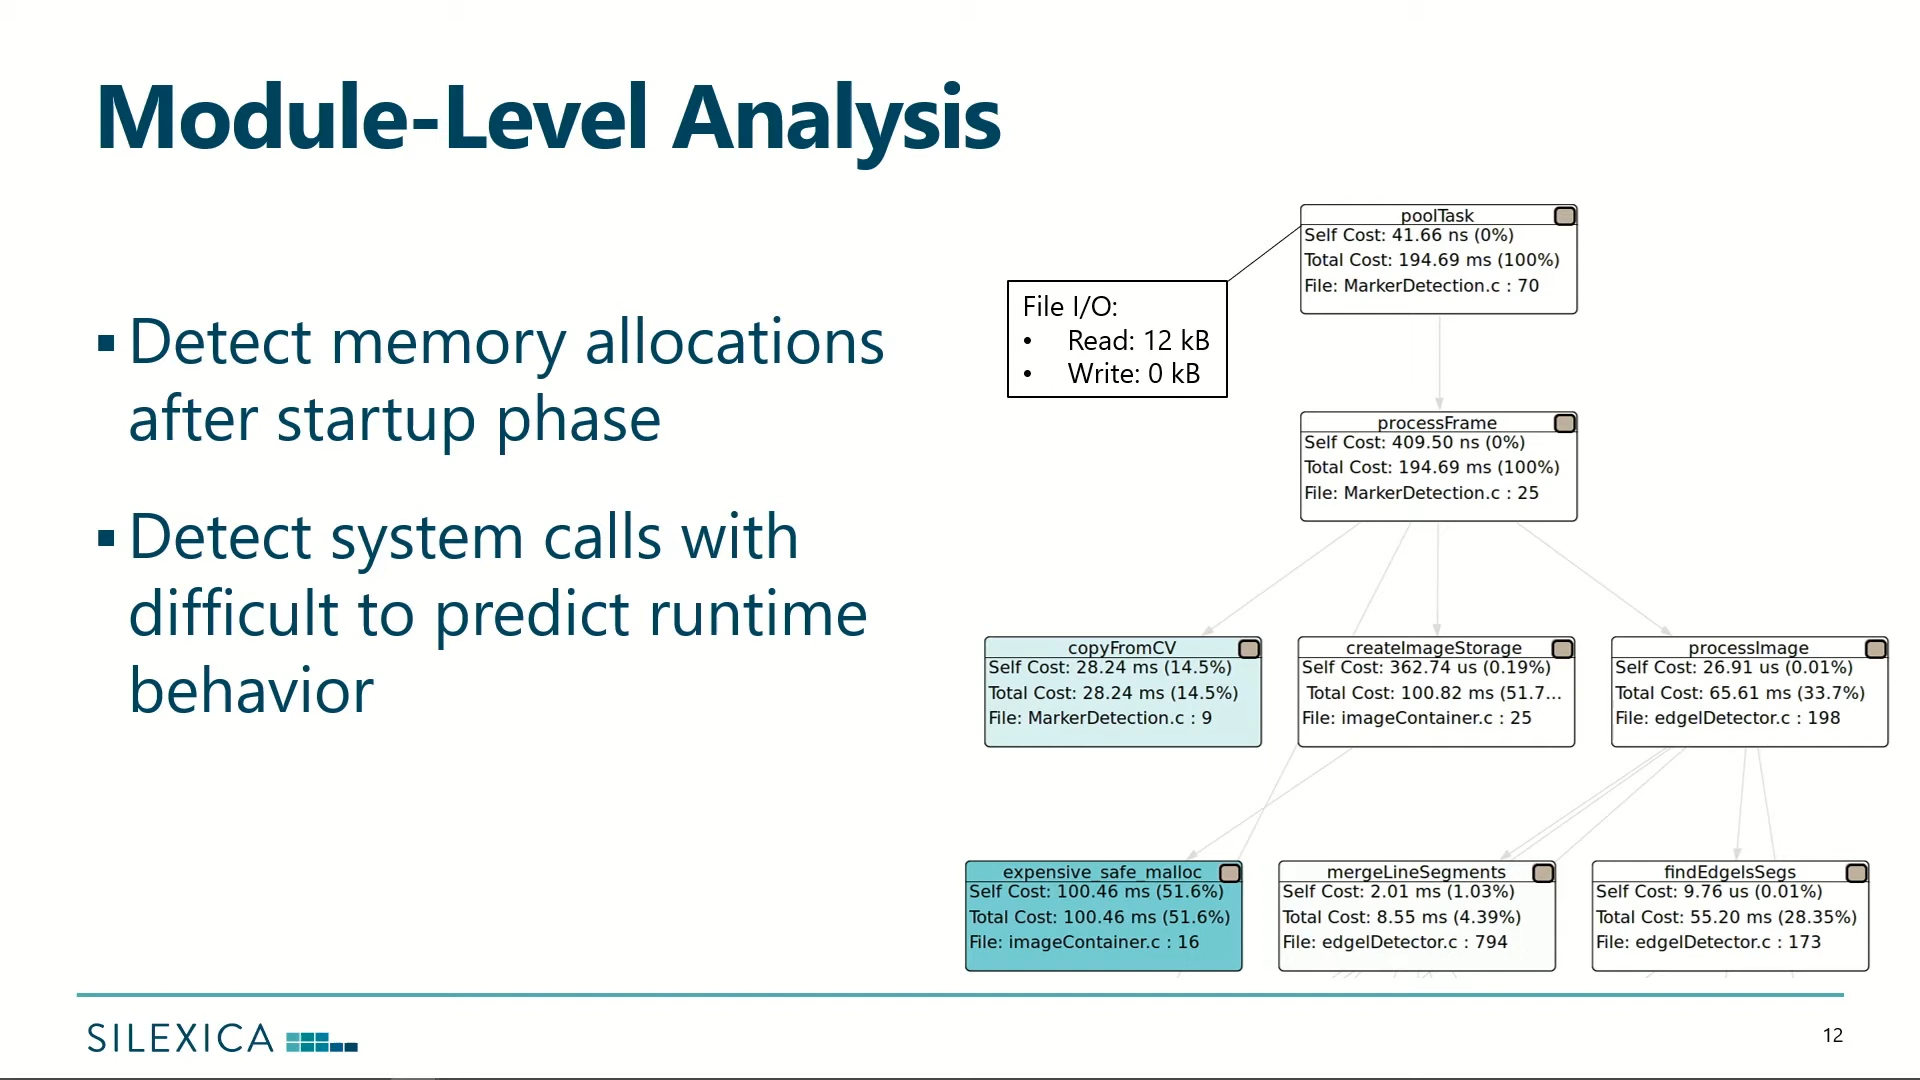 Module-Level Analysis
▪ Detect memory allocations
after startup phase
▪ Detect system calls with
difficult to predict runtime
behavior
File I/O:
• Read: 12 kB
• Write: 0 kB
poolTask
Self Cost: 41.66 ns (0%)
Total Cost: 194.69 ms (100%)
File: MarkerDetection.c : 70
processFrame
Self Cost: 409.50 ns (0%)
Total Cost: 194.69 ms (100%)
File: MarkerDetection.c : 25
copyFromCV
Self Cost: 28.24 ms (14.5%)
Total Cost: 28.24 ms (14.5%)
File: MarkerDetection.c : 9
createImageStorage
Self Cost: 362.74 us (0.19%)
Total Cost: 100.82 ms (51.7...
File: imageContainer.c : 25
processImage
Self Cost: 26.91 us (0.01%)
Total Cost: 65.61 ms (33.7%)
File: edgelDetector.c : 198
expensive_safe_malloc
Self Cost: 100.46 ms (51.6%)
Total Cost: 100.46 ms (51.6%)
File: imageContainer.c : 16
mergeLineSegments
Self Cost: 2.01 ms (1.03%)
Total Cost: 8.55 ms (4.39%)
File: edgelDetector.c : 794
findEdgelsSegs
Self Cost: 9.76 us (0.01%)
Total Cost: 55.20 ms (28.35%)
File: edgelDetector.c : 173
SILEXICA
12